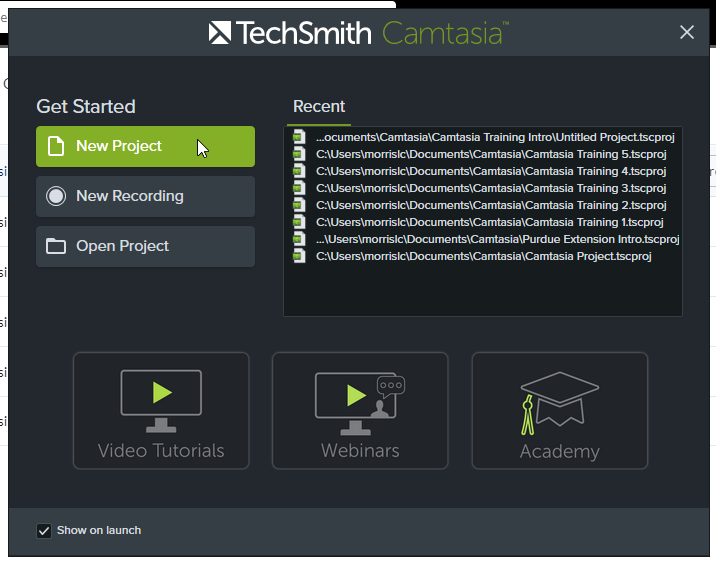 TechSmith Camtasia™
Get Started
New Project
New Recording
Open Project
Recent
...ocuments\Camtasia\Camtasia Training Intro\Untitled Project.tscproj
C:\Users\morrislc\Documents\Camtasia\Camtasia Training 5.tscproj
C:\Users\morrislc\Documents\Camtasia\Camtasia Training 4.tscproj
C:\Users\morrislc\Documents\Camtasia\Camtasia Training 3.tscproj
C:\Users\morrislc\Documents\Camtasia\Camtasia Training 2.tscproj
C:\Users\morrislc\Documents\Camtasia\Camtasia Training 1.tscproj
...\Users\morrislc\Documents\Camtasia\Purdue Extension Intro.tscproj
C:\Users\morrislc\Documents\Camtasia\Camtasia Project.tscproj
Video Tutorials
Webinars
Academy
Show on launch